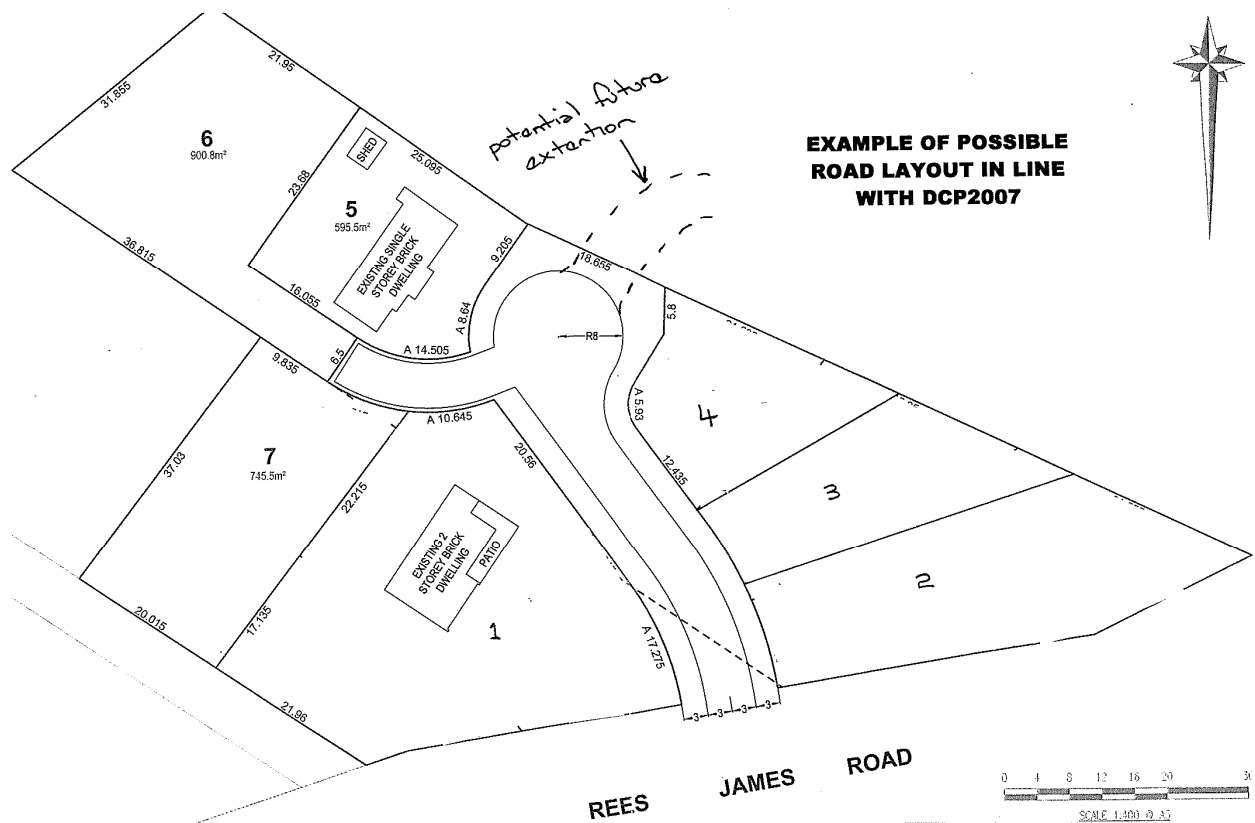 EXAMPLE OF POSSIBLE
ROAD LAYOUT IN LINE
WITH DCP2007
potential future
extention
21.95
31.855
6
900.8m²
SHED
25.095
23.68
5
595.5m²
EXISTING SINGLE
STOREY BRICK
DWELLING
9.205
18.655
36.815
16.055
A 8.64
5.8
R8
A 14.505
6.5
9.835
A 10.645
A 5.93
4
7
745.5m²
37.03
20.56
12.435
22.215
3
EXISTING 2
STOREY BRICK
DWELLING
PATIO
2
17.135
20.015
1
A 17.275
21.96
3 3 3 3
REES JAMES ROAD
0 4 8 12 16 20
SCALE 1:400 @ A3